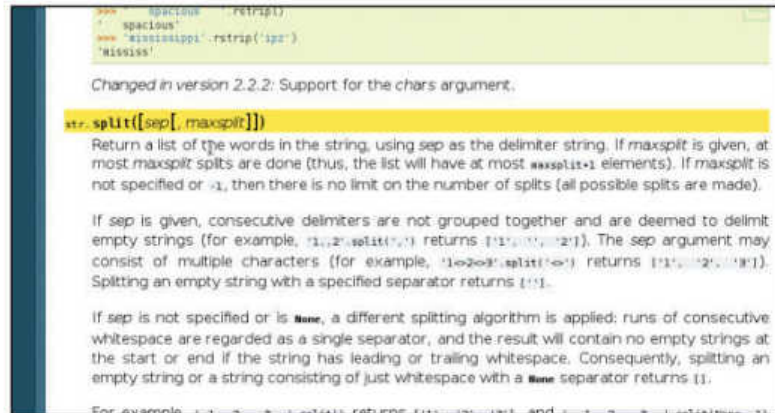 >>> '   spacious   '.rstrip()
'   spacious'
>>> 'mississippi'.rstrip('ipz')
'mississ'
Changed in version 2.2.2: Support for the chars argument.
str.split([sep[, maxsplit]])
Return a list of the words in the string, using sep as the delimiter string. If maxsplit is given, at
most maxsplit splits are done (thus, the list will have at most maxsplit+1 elements). If maxsplit is
not specified or -1, then there is no limit on the number of splits (all possible splits are made).
If sep is given, consecutive delimiters are not grouped together and are deemed to delimit
empty strings (for example, '1,,2'.split(',') returns ['1', '', '2']). The sep argument may
consist of multiple characters (for example, '1<>2<>3'.split('<>') returns ['1', '2', '3']).
Splitting an empty string with a specified separator returns [''].
If sep is not specified or is None, a different splitting algorithm is applied: runs of consecutive
whitespace are regarded as a single separator, and the result will contain no empty strings at
the start or end if the string has leading or trailing whitespace. Consequently, splitting an
empty string or a string consisting of just whitespace with a None separator returns [].
For example, returns and